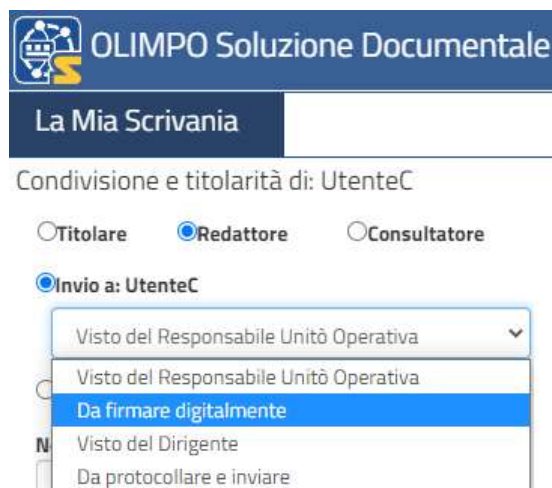 OLIMPO Soluzione Documentale
La Mia Scrivania
Condivisione e titolarità di: UtenteC
Titolare Redattore Consultatore
Invio a: UtenteC
Visto del Responsabile Unitò Operativa
Visto del Responsabile Unitò Operativa
Da firmare digitalmente
Visto del Dirigente
Da protocollare e inviare